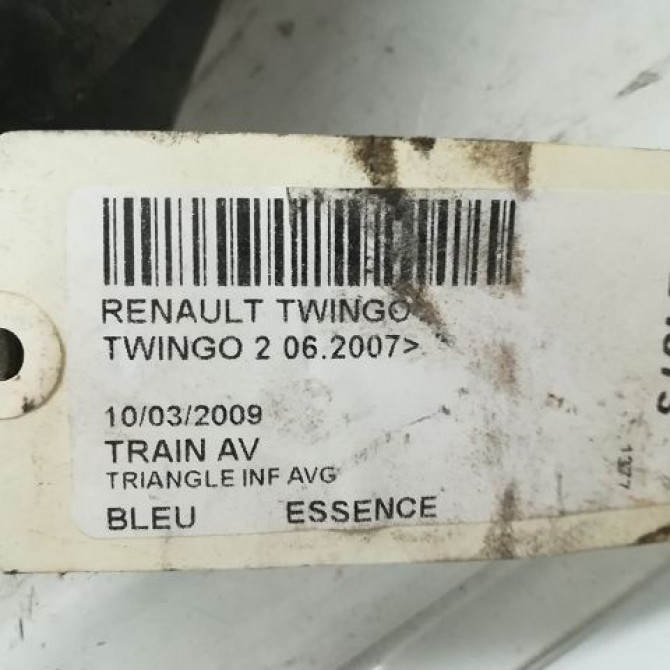 RENAULT TWINGO
TWINGO 2 06.2007>
10/03/2009
TRAIN AV
TRIANGLE INF AVG
BLEU ESSENCE